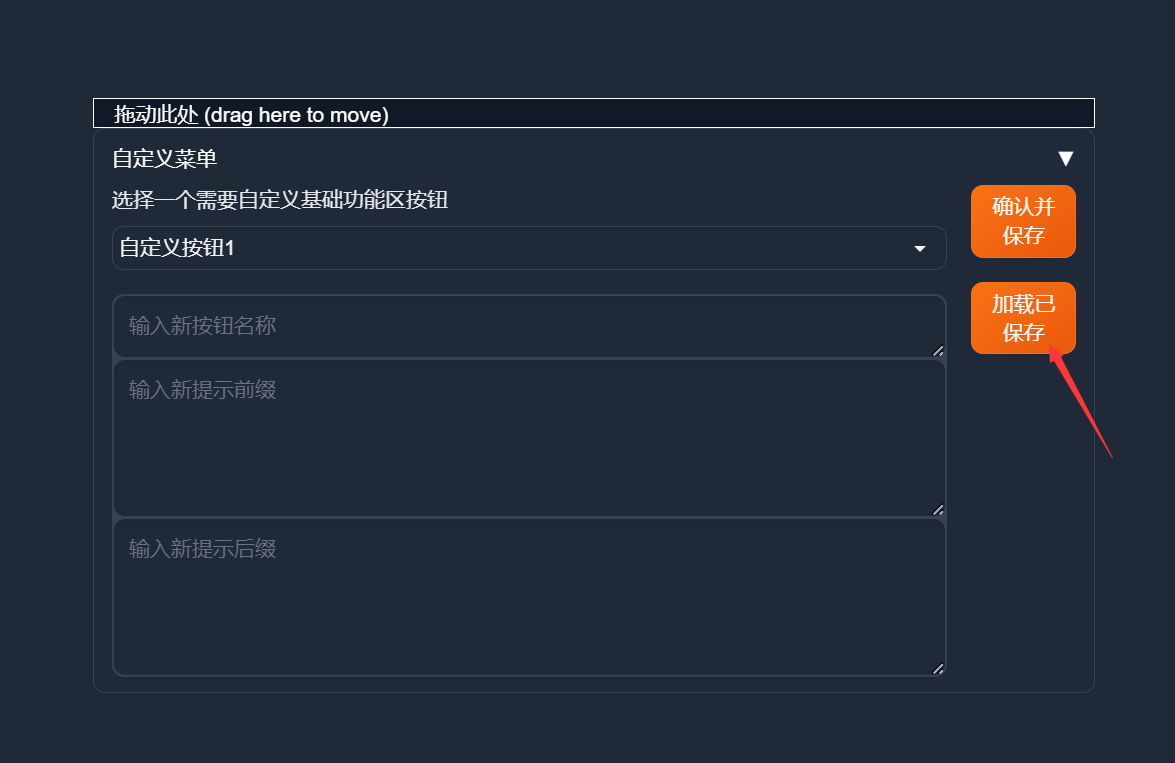 拖动此处 (drag here to move)
自定义菜单
▼
选择一个需要自定义基础功能区按钮
自定义按钮1
确认并
保存
输入新按钮名称
加载已
保存
输入新提示前缀
输入新提示后缀